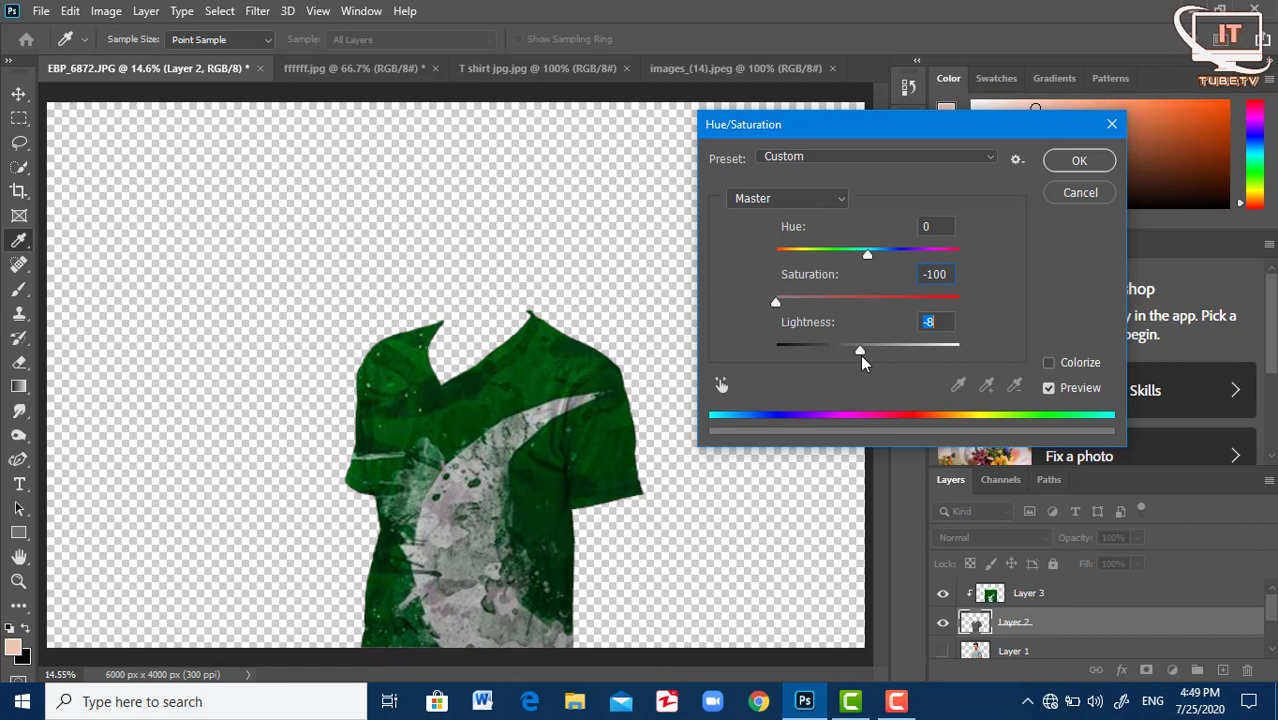 Ps File Edit Image Layer Type Select Filter 3D View Window Help
IT
TUBETV
Sample Size: Point Sample Sample: All Layers Show Sampling Ring
EBP_6872.JPG @ 14.6% (Layer 2, RGB/8) * × ffffff.jpg @ 66.7% (RGB/8#) * × T shirt jpg.jpg @ 100% (RGB/8#) × images_(14).jpeg @ 100% (RGB/8#) ×
Color Swatches Gradients Patterns
Hue/Saturation
Preset: Custom OK
Cancel
Master
Hue: 0
Saturation: -100
Lightness: -8
Colorize
Preview
shop
y in the app. Pick a
begin.
Skills
Fix a photo
Layers Channels Paths
Kind
Normal Opacity: 100%
Lock: Fill: 100%
Layer 3
Layer 2
Layer 1
14.55% 6000 px x 4000 px (300 ppi)
Type here to search
ENG
4:49 PM
7/25/2020